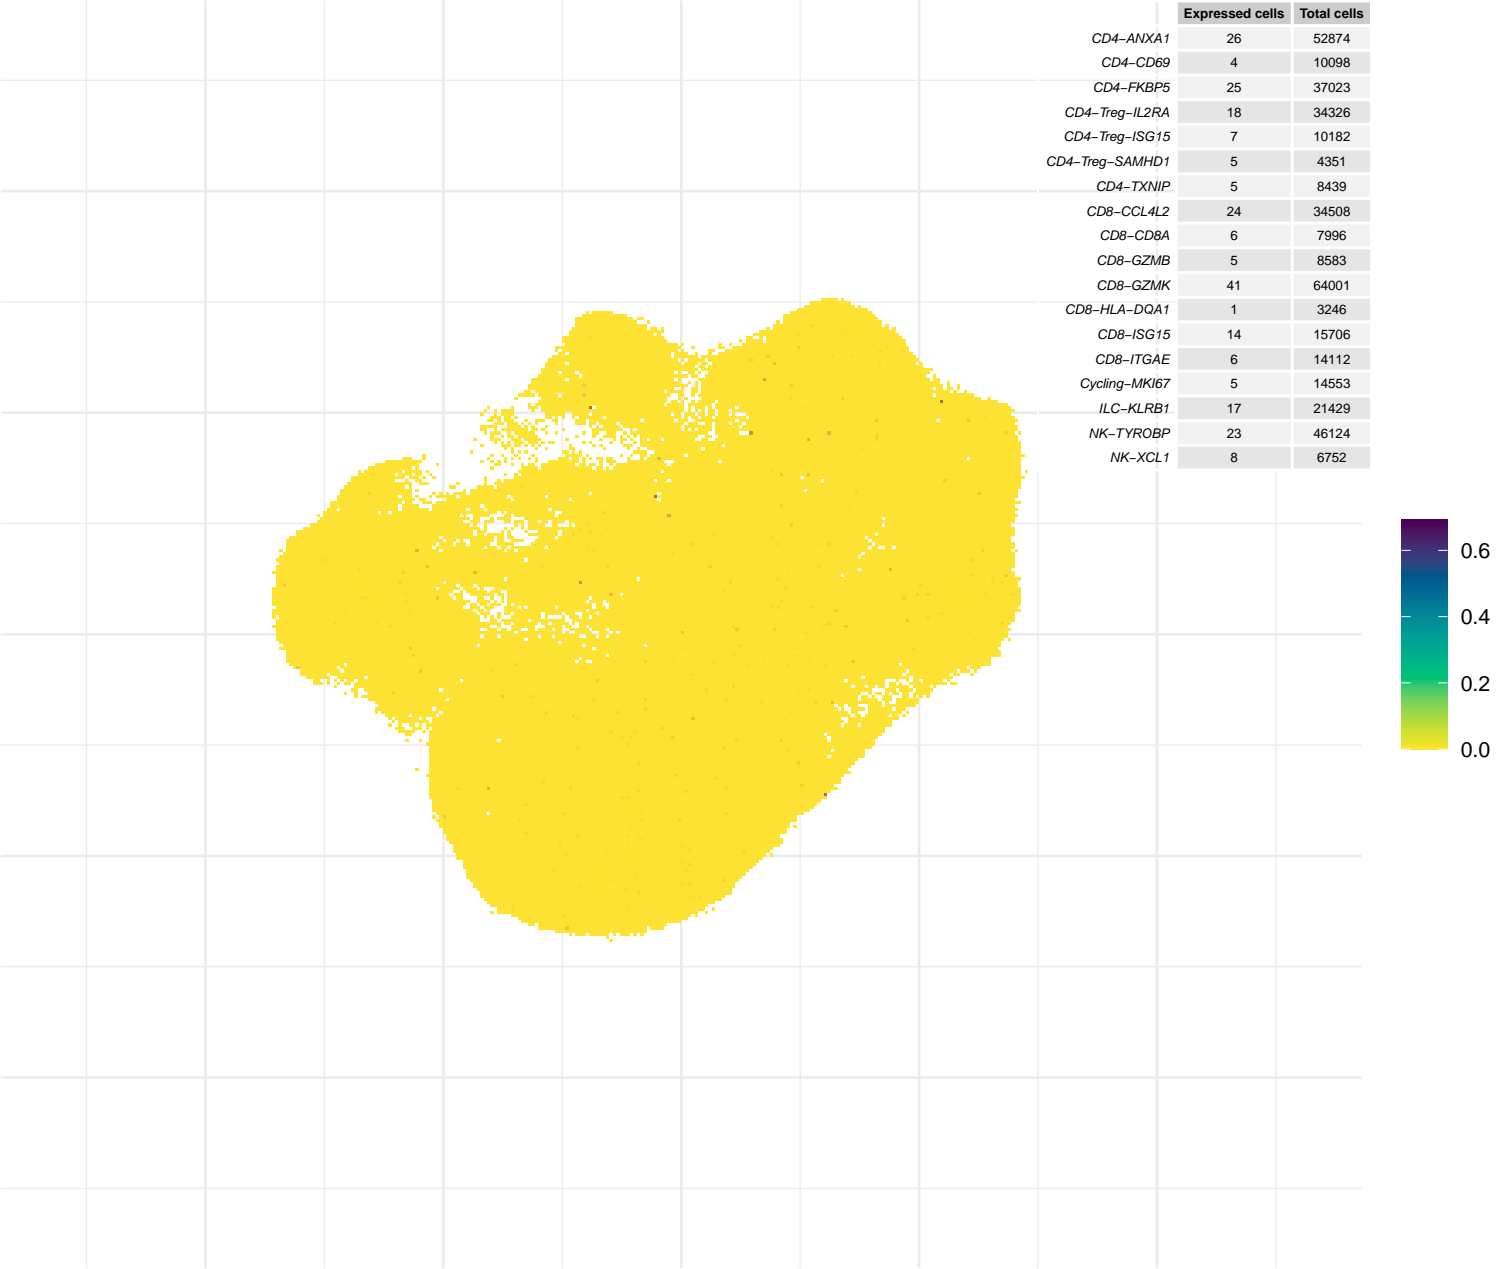 Expressed cells Total cells
CD4−ANXA1 26 52874
CD4−CD69 4 10098
CD4−FKBP5 25 37023
CD4−Treg−IL2RA 18 34326
CD4−Treg−ISG15 7 10182
CD4−Treg−SAMHD1 5 4351
CD4−TXNIP 5 8439
CD8−CCL4L2 24 34508
CD8−CD8A 6 7996
CD8−GZMB 5 8583
CD8−GZMK 41 64001
CD8−HLA−DQA1 1 3246
CD8−ISG15 14 15706
CD8−ITGAE 6 14112
Cycling−MKI67 5 14553
ILC−KLRB1 17 21429
NK−TYROBP 23 46124
NK−XCL1 8 6752
0.6
0.4
0.2
0.0